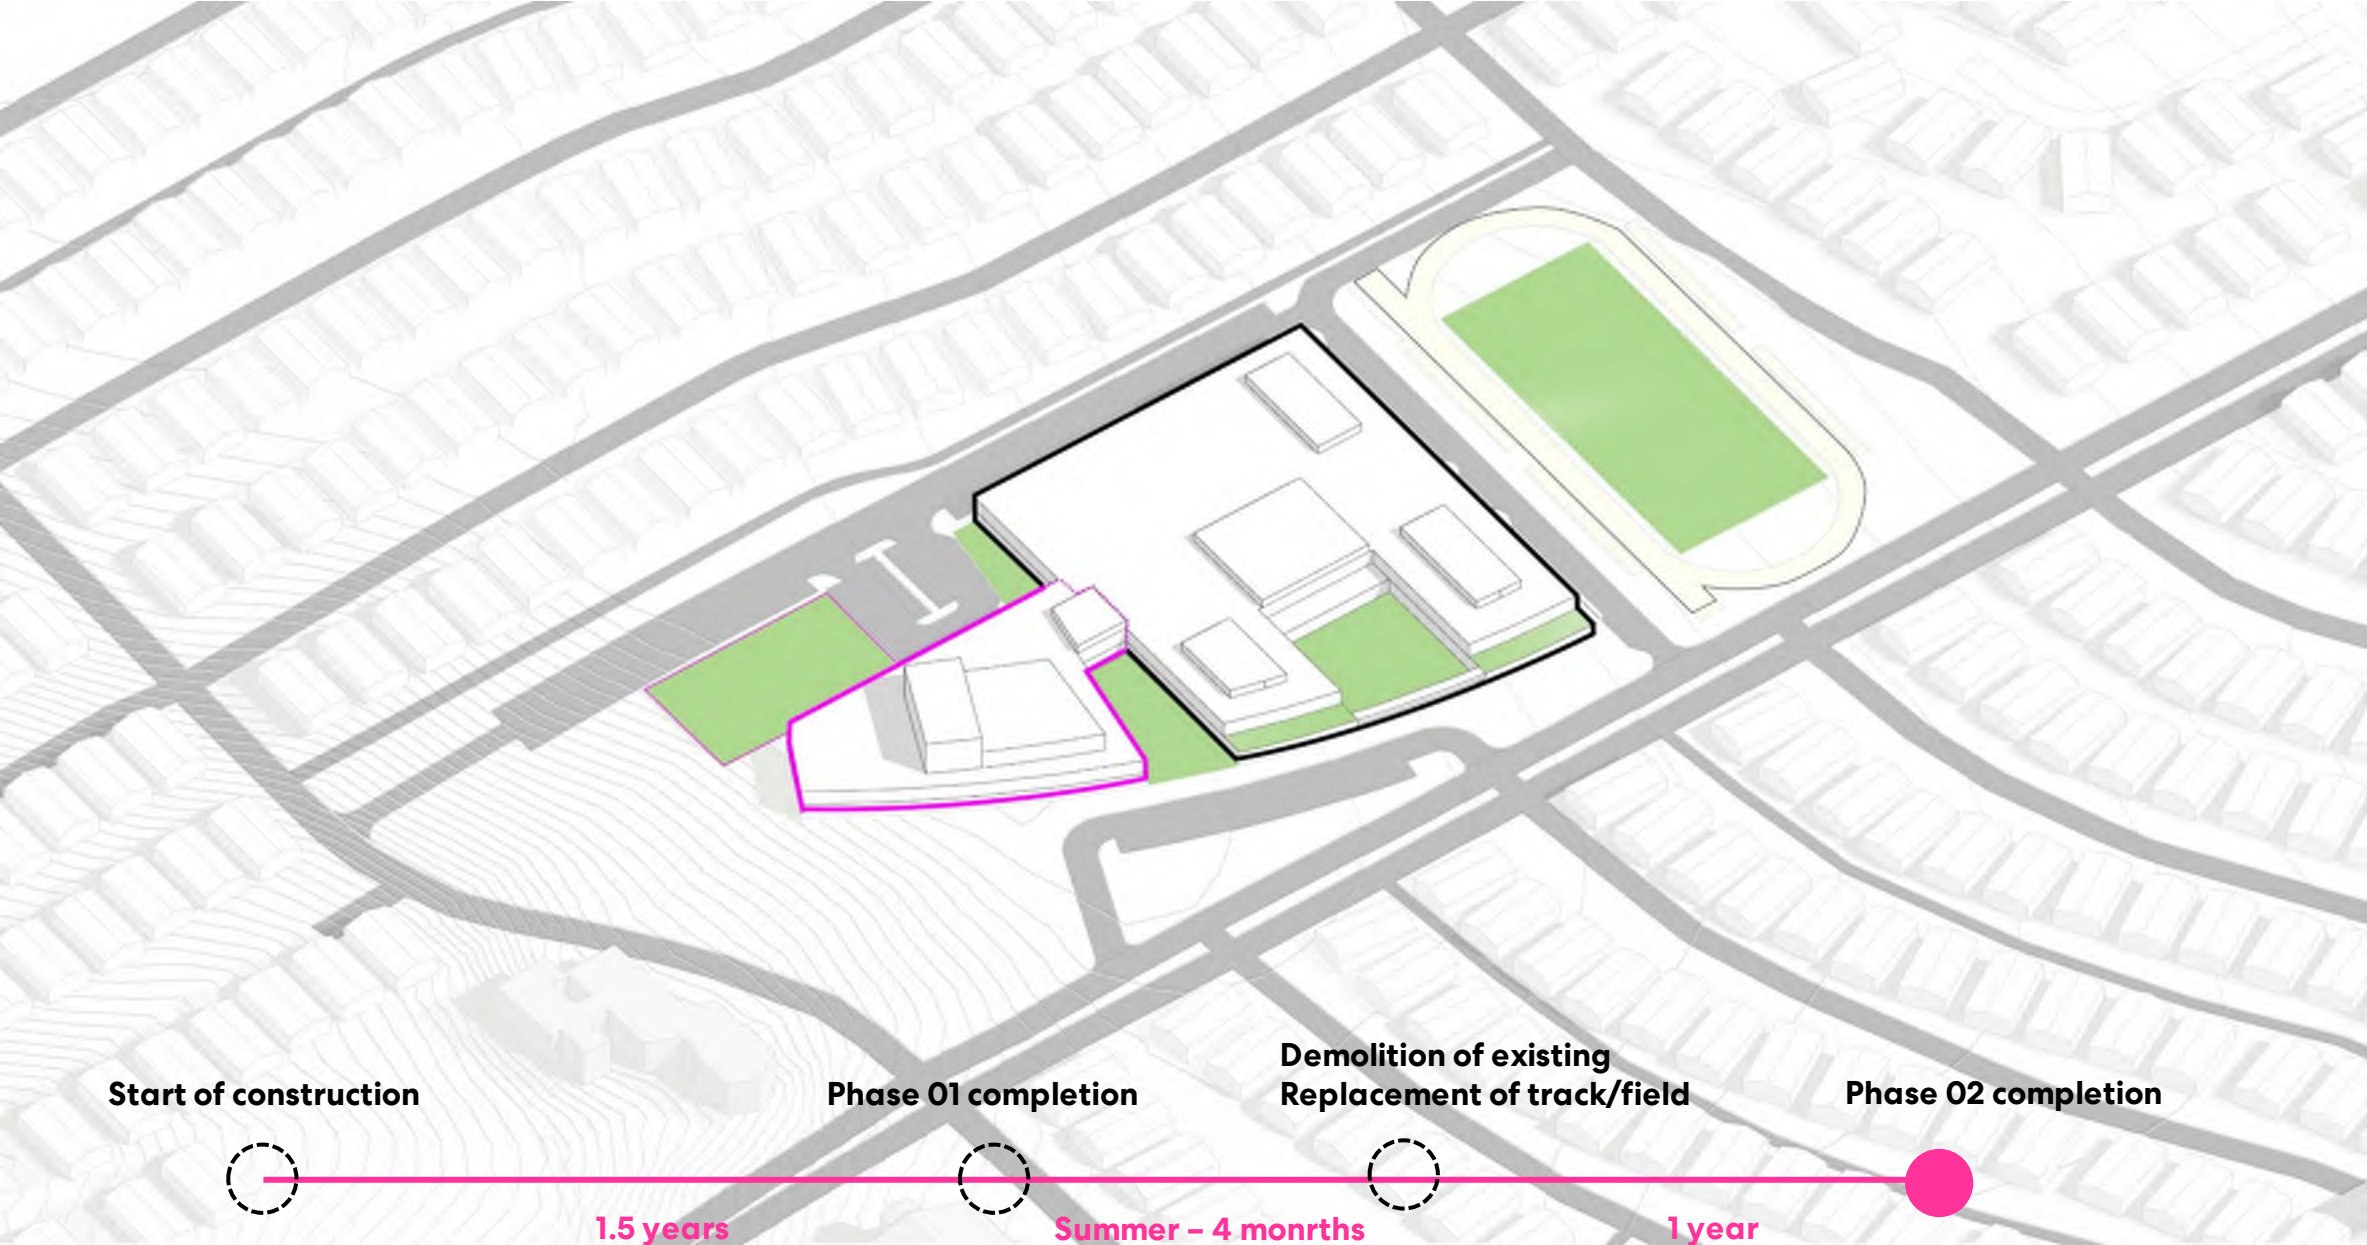 Start of construction
Phase 01 completion
Demolition of existing
Replacement of track/field
Phase 02 completion
1.5 years
Summer – 4 monrths
1 year